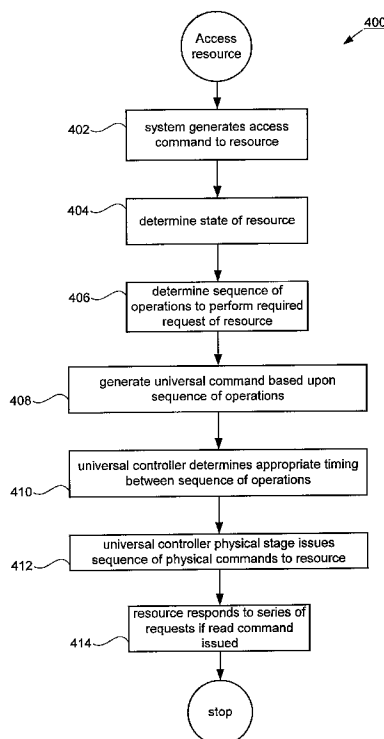 400
Access
resource
402
system generates access
command to resource
404
determine state of resource
406
determine sequence of
operations to perform required
request of resource
408
generate universal command based upon
sequence of operations
410
universal controller determines appropriate timing
between sequence of operations
412
universal controller physical stage issues
sequence of physical commands to resource
414
resource responds to series of
requests if read command
issued
stop